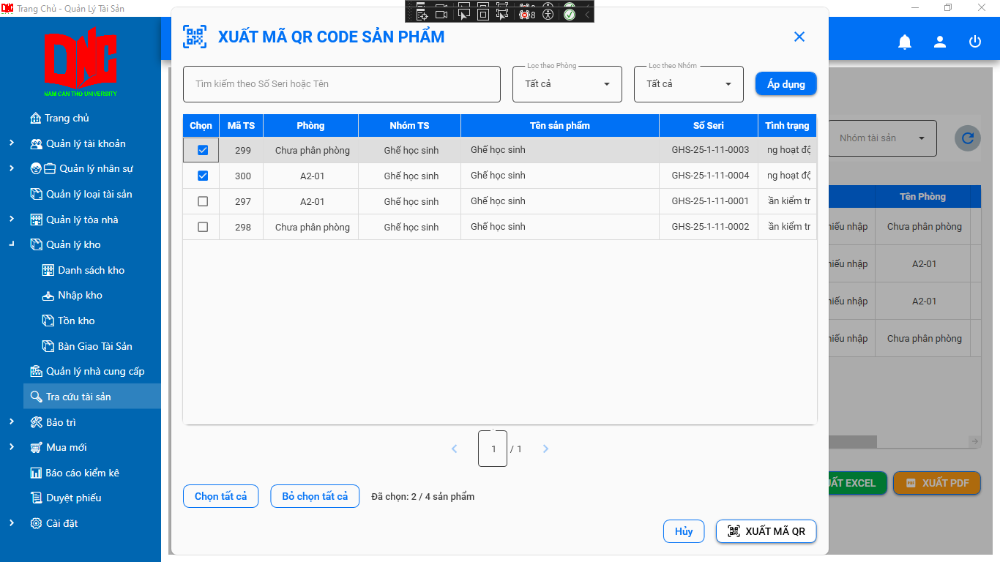 Trang Chủ - Quản Lý Tài Sản
DNC
NAM CAN THO UNIVERSITY
Trang chủ
Quản lý tài khoản
Quản lý nhân sự
Quản lý loại tài sản
Quản lý tòa nhà
Quản lý kho
Danh sách kho
Nhập kho
Tồn kho
Bàn Giao Tài Sản
Quản lý nhà cung cấp
Tra cứu tài sản
Bảo trì
Mua mới
Báo cáo kiểm kê
Duyệt phiếu
Cài đặt
XUẤT MÃ QR CODE SẢN PHẨM
Tìm kiếm theo Số Seri hoặc Tên
Lọc theo Phòng
Tất cả
Lọc theo Nhóm
Tất cả
Áp dụng
Chọn Mã TS Phòng Nhóm TS Tên sản phẩm Số Seri Tình trạng
299 Chưa phân phòng Ghế học sinh Ghế học sinh GHS-25-1-11-0003 ng hoạt độ
300 A2-01 Ghế học sinh Ghế học sinh GHS-25-1-11-0004 ng hoạt độ
297 A2-01 Ghế học sinh Ghế học sinh GHS-25-1-11-0001 ần kiểm tr
298 Chưa phân phòng Ghế học sinh Ghế học sinh GHS-25-1-11-0002 ần kiểm tr
1 / 1
Chọn tất cả
Bỏ chọn tất cả
Đã chọn: 2 / 4 sản phẩm
Hủy
XUẤT MÃ QR
Nhóm tài sản
Tên Phòng
hiếu nhập Chưa phân phòng
hiếu nhập A2-01
hiếu nhập A2-01
hiếu nhập Chưa phân phòng
UẤT EXCEL
PDF XUẤT PDF